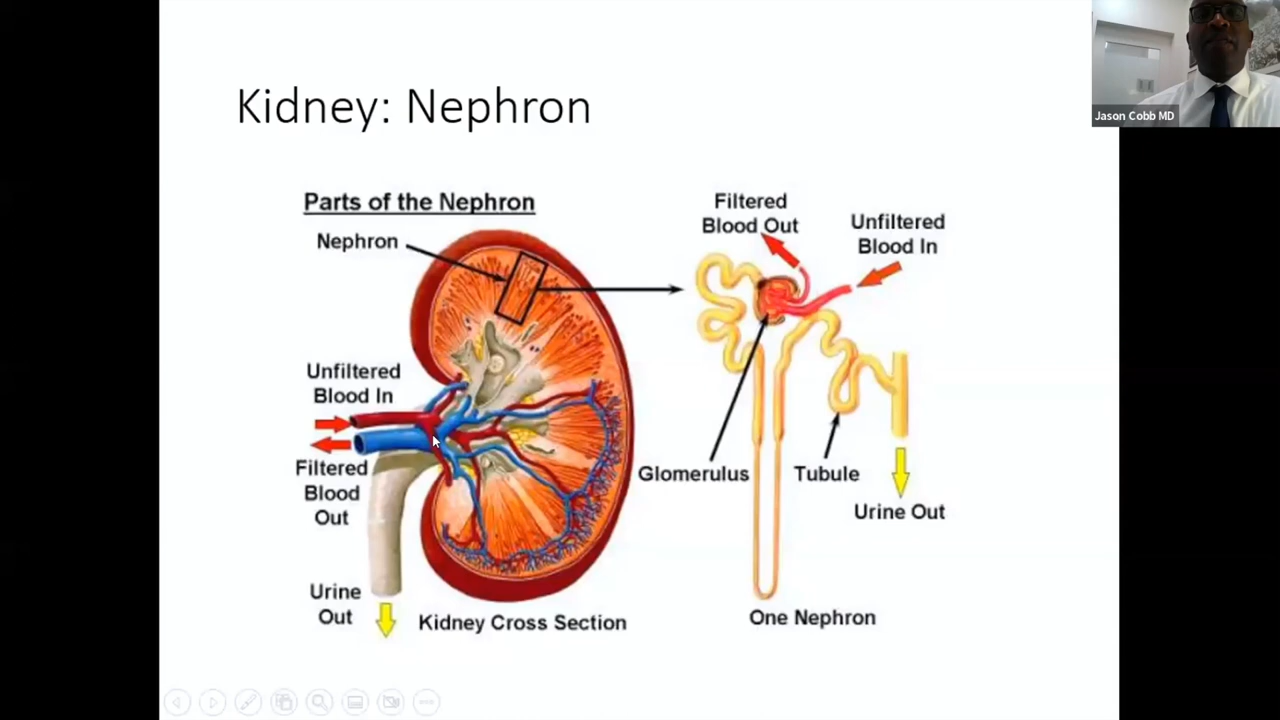 Kidney: Nephron
Jason Cobb MD
Parts of the Nephron
Nephron
Unfiltered
Blood In
Filtered
Blood
Out
Urine
Out
Kidney Cross Section
Filtered
Blood Out
Unfiltered
Blood In
Glomerulus
Tubule
Urine Out
One Nephron